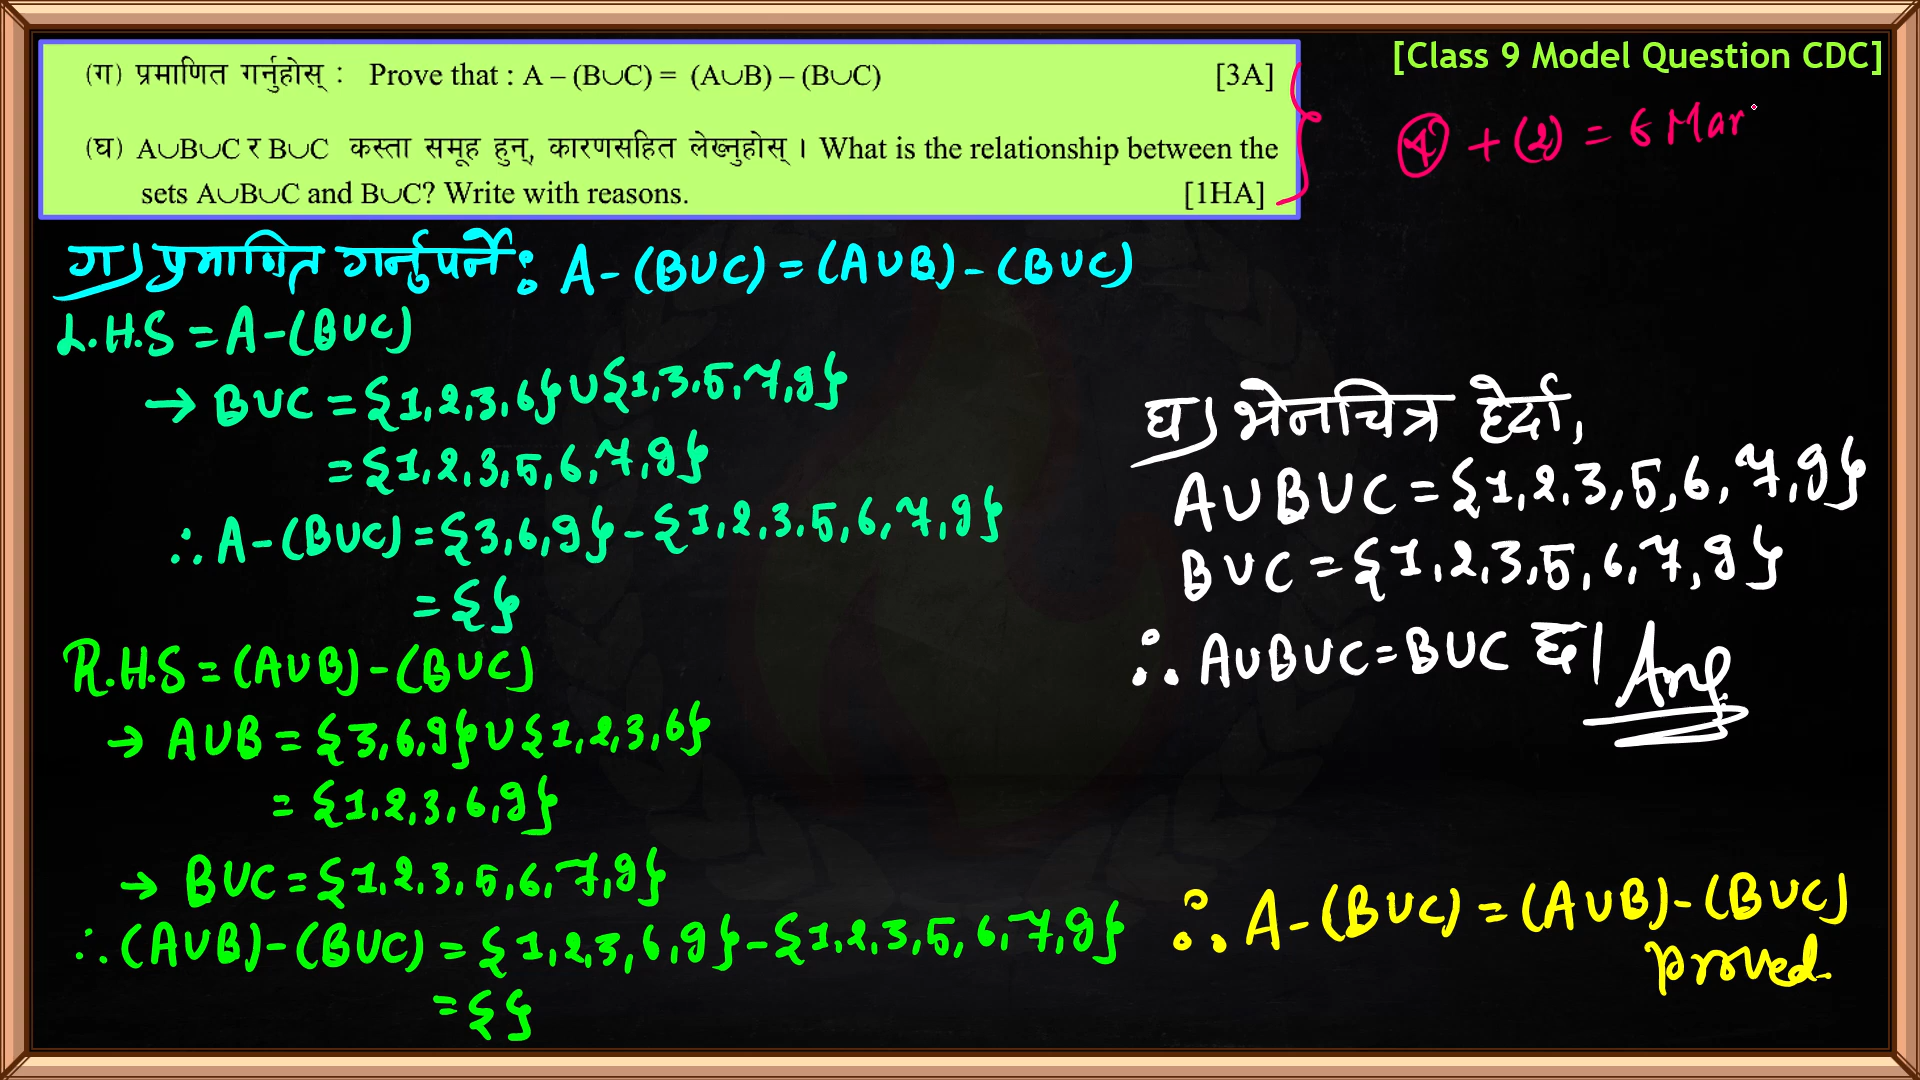 [Class 9 Model Question CDC]
(ग) प्रमाणित गर्नुहोस् : Prove that : A – (B∪C) = (A∪B) – (B∪C) [3A]
(घ) A∪B∪C र B∪C कस्ता समूह हुन्, कारणसहित लेख्नुहोस् । What is the relationship between the
sets A∪B∪C and B∪C? Write with reasons. [1HA]
④ + (2) = 6 Mar
ग) प्रमाणित गर्नुपर्ने : A - (B∪C) = (A∪B) - (B∪C)
L.H.S = A - (B∪C)
→ B∪C = {1,2,3,6} ∪ {1,3,5,7,9}
= {1,2,3,5,6,7,9}
∴ A - (B∪C) = {3,6,9} - {1,2,3,5,6,7,9}
= { }
R.H.S = (A∪B) - (B∪C)
→ A∪B = {3,6,9} ∪ {1,2,3,6}
= {1,2,3,6,9}
→ B∪C = {1,2,3,5,6,7,9}
∴ (A∪B) - (B∪C) = {1,2,3,6,9} - {1,2,3,5,6,7,9}
= { }
∴ A - (B∪C) = (A∪B) - (B∪C)
proved.
घ) भेनचित्र हेर्दा,
A∪B∪C = {1,2,3,5,6,7,9}
B∪C = {1,2,3,5,6,7,9}
∴ A∪B∪C = B∪C छ। Ans